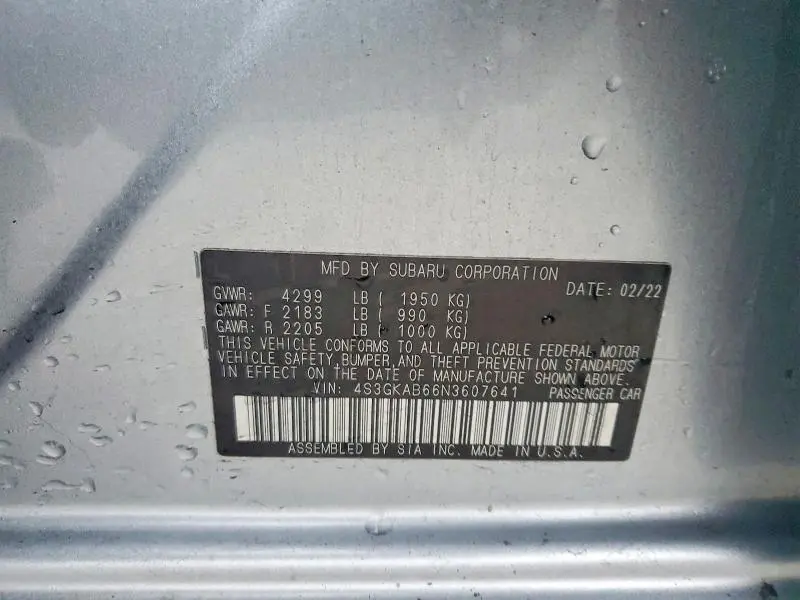 MFD BY SUBARU CORPORATION
DATE: 02/22
GVWR: 4299 LB ( 1950 KG)
GAWR: F 2183 LB ( 990 KG)
GAWR: R 2205 LB ( 1000 KG)
THIS VEHICLE CONFORMS TO ALL APPLICABLE FEDERAL MOTOR
VEHICLE SAFETY,BUMPER,AND THEFT PREVENTION STANDARDS
IN EFFECT ON THE DATE OF MANUFACTURE SHOWN ABOVE.
VIN: 4S3GKAB66N3607641 PASSENGER CAR
ASSEMBLED BY SIA INC. MADE IN U.S.A.